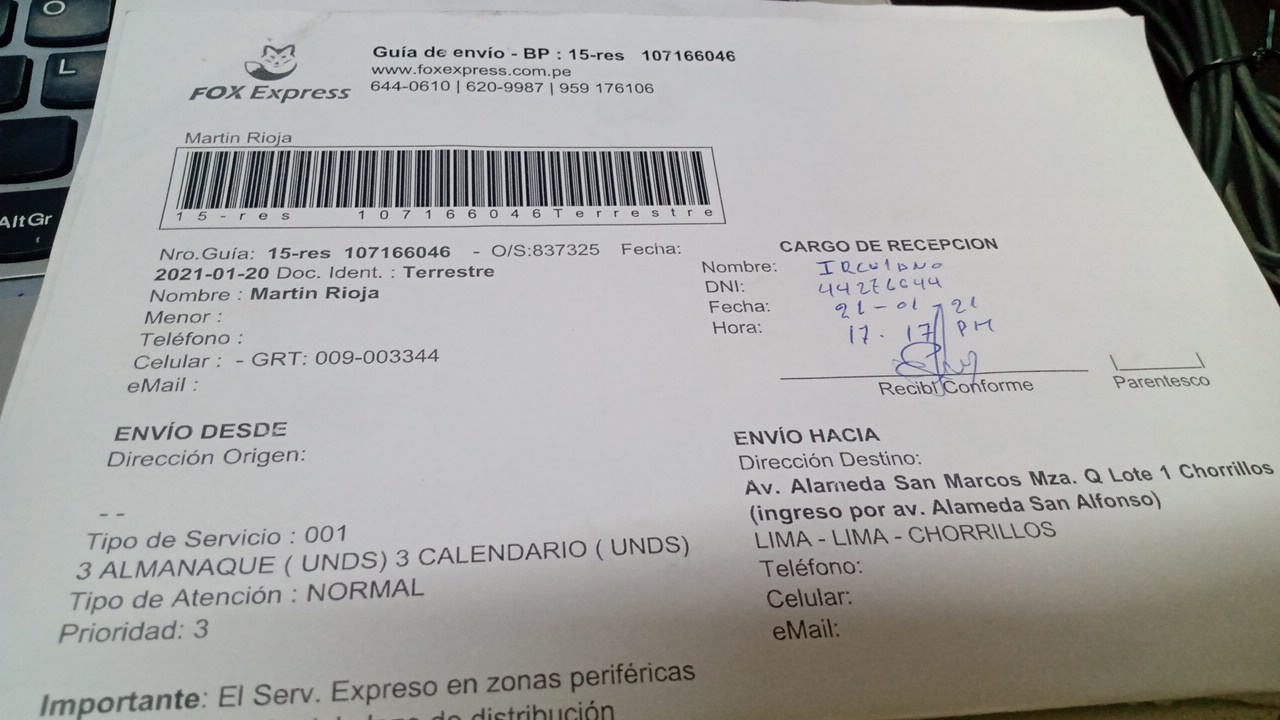 O
L
AltGr
FOX Express
Guía de envío - BP : 15-res 107166046
www.foxexpress.com.pe
644-0610 | 620-9987 | 959 176106
Martin Rioja
15-res 107166046Terrestre
Nro.Guía: 15-res 107166046 - O/S:837325 Fecha:
2021-01-20 Doc. Ident. : Terrestre
Nombre : Martin Rioja
Menor :
Teléfono :
Celular : - GRT: 009-003344
eMail :
CARGO DE RECEPCION
Nombre:
DNI: 44276644
Fecha: 21-01-21
Hora: 17.17 PM
Recibí Conforme
Parentesco
ENVÍO DESDE
Dirección Origen:
- -
Tipo de Servicio : 001
3 ALMANAQUE ( UNDS) 3 CALENDARIO ( UNDS)
Tipo de Atención : NORMAL
Prioridad: 3
ENVÍO HACIA
Dirección Destino:
Av. Alameda San Marcos Mza. Q Lote 1 Chorrillos
(ingreso por av. Alameda San Alfonso)
LIMA - LIMA - CHORRILLOS
Teléfono:
Celular:
eMail:
Importante: El Serv. Expreso en zonas periféricas
de distribución